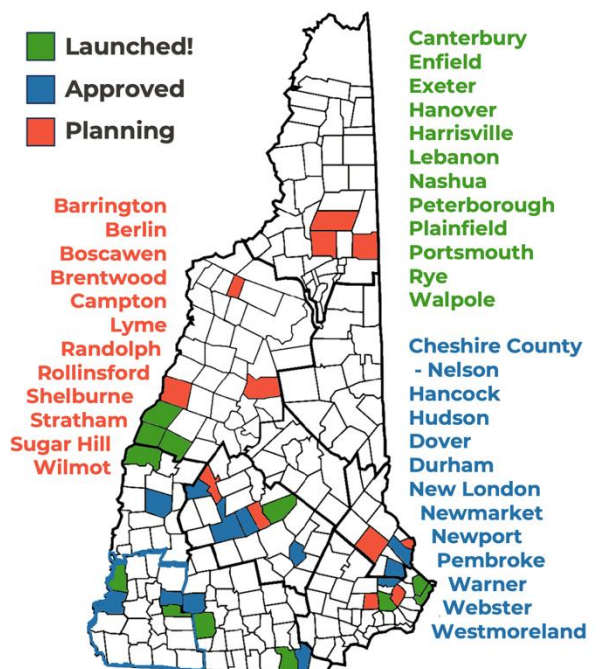 Launched!
Approved
Planning
Barrington
Berlin
Boscawen
Brentwood
Campton
Lyme
Randolph
Rollinsford
Shelburne
Stratham
Sugar Hill
Wilmot
Canterbury
Enfield
Exeter
Hanover
Harrisville
Lebanon
Nashua
Peterborough
Plainfield
Portsmouth
Rye
Walpole
Cheshire County
- Nelson
Hancock
Hudson
Dover
Durham
New London
Newmarket
Newport
Pembroke
Warner
Webster
Westmoreland